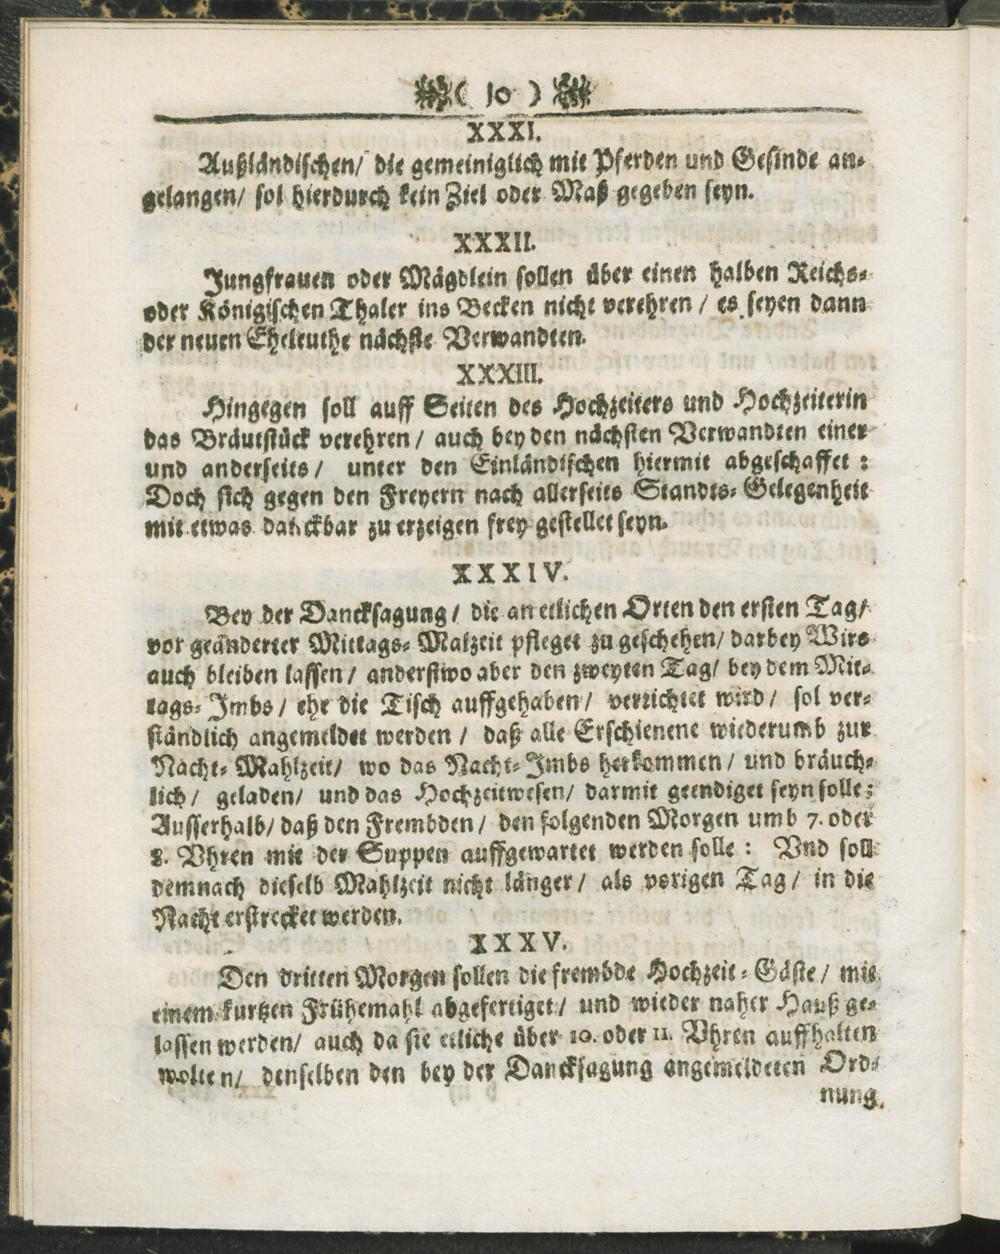 ( 10 )
XXXI.
Außländischen/ die gemeiniglich mit Pferden und Gesinde an-
gelangen/ sol hierdurch kein Ziel oder Maß gegeben seyn.
XXXII.
Jungfrauen oder Mägdlein sollen über einen halben Reichs-
oder Königischen Thaler ins Becken nicht verehren / es seyen dann
der neuen Eheleuthe nächste Verwandten.
XXXIII.
Hingegen soll auff Seiten des Hochzeiters und Hochzeiterin
das Bräutstück verehren / auch bey den nächsten Verwandten einer
und anderseits / unter den Einländischen hiermit abgeschaffet :
Doch sich gegen den Freyern nach allerseits Standts- Gelegenheit
mit etwas danckbar zu erzeigen frey gestellet seyn.
XXXIV.
Bey der Dancksagung / die an etlichen Orten den ersten Tag/
vor geänderter Mittags- Malzeit pfleget zu geschehen/ darbey Wirs
auch bleiben lassen / anderstwo aber den zweyten Tag/ bey dem Mit-
tags- Imbs / ehe die Tisch auffgehaben / verrichtet wird / sol ver-
ständlich angemeldet werden / daß alle Erschienene wiederumb zur
Nacht- Mahlzeit/ wo das Nacht- Imbs herkommen / und bräuch-
lich / geladen/ und das Hochzeitwesen/ darmit geendiget seyn solle ;
Ausserhalb/ daß den Frembden / den folgenden Morgen umb 7. oder
8. Vhren mit der Suppen auffgewartet werden solle : Vnd soll
demnach dieselb Mahlzeit nicht länger / als vorigen Tag / in die
Nacht erstrecket werden.
XXXV.
Den dritten Morgen sollen die frembde Hochzeit- Gäste / mit
einem kurtzen Frühemahl abgefertiget / und wieder naher Hauß ge-
lassen werden/ auch da sie etliche über 10. oder 11. Vhren auffhalten
wolten/ denselben den bey der Dancksagung angemeldeten Ord-
nung.